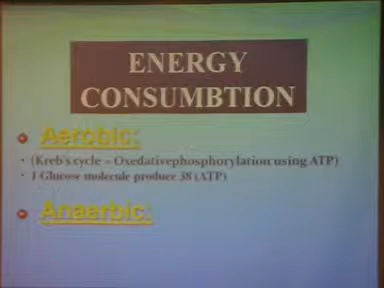 ENERGY
CONSUMBTION
Aerobic:
(Kreb's cycle - Oxedativephosphorylation using ATP)
1 Glucose molecule produce 38 (ATP)
Anaerbic: